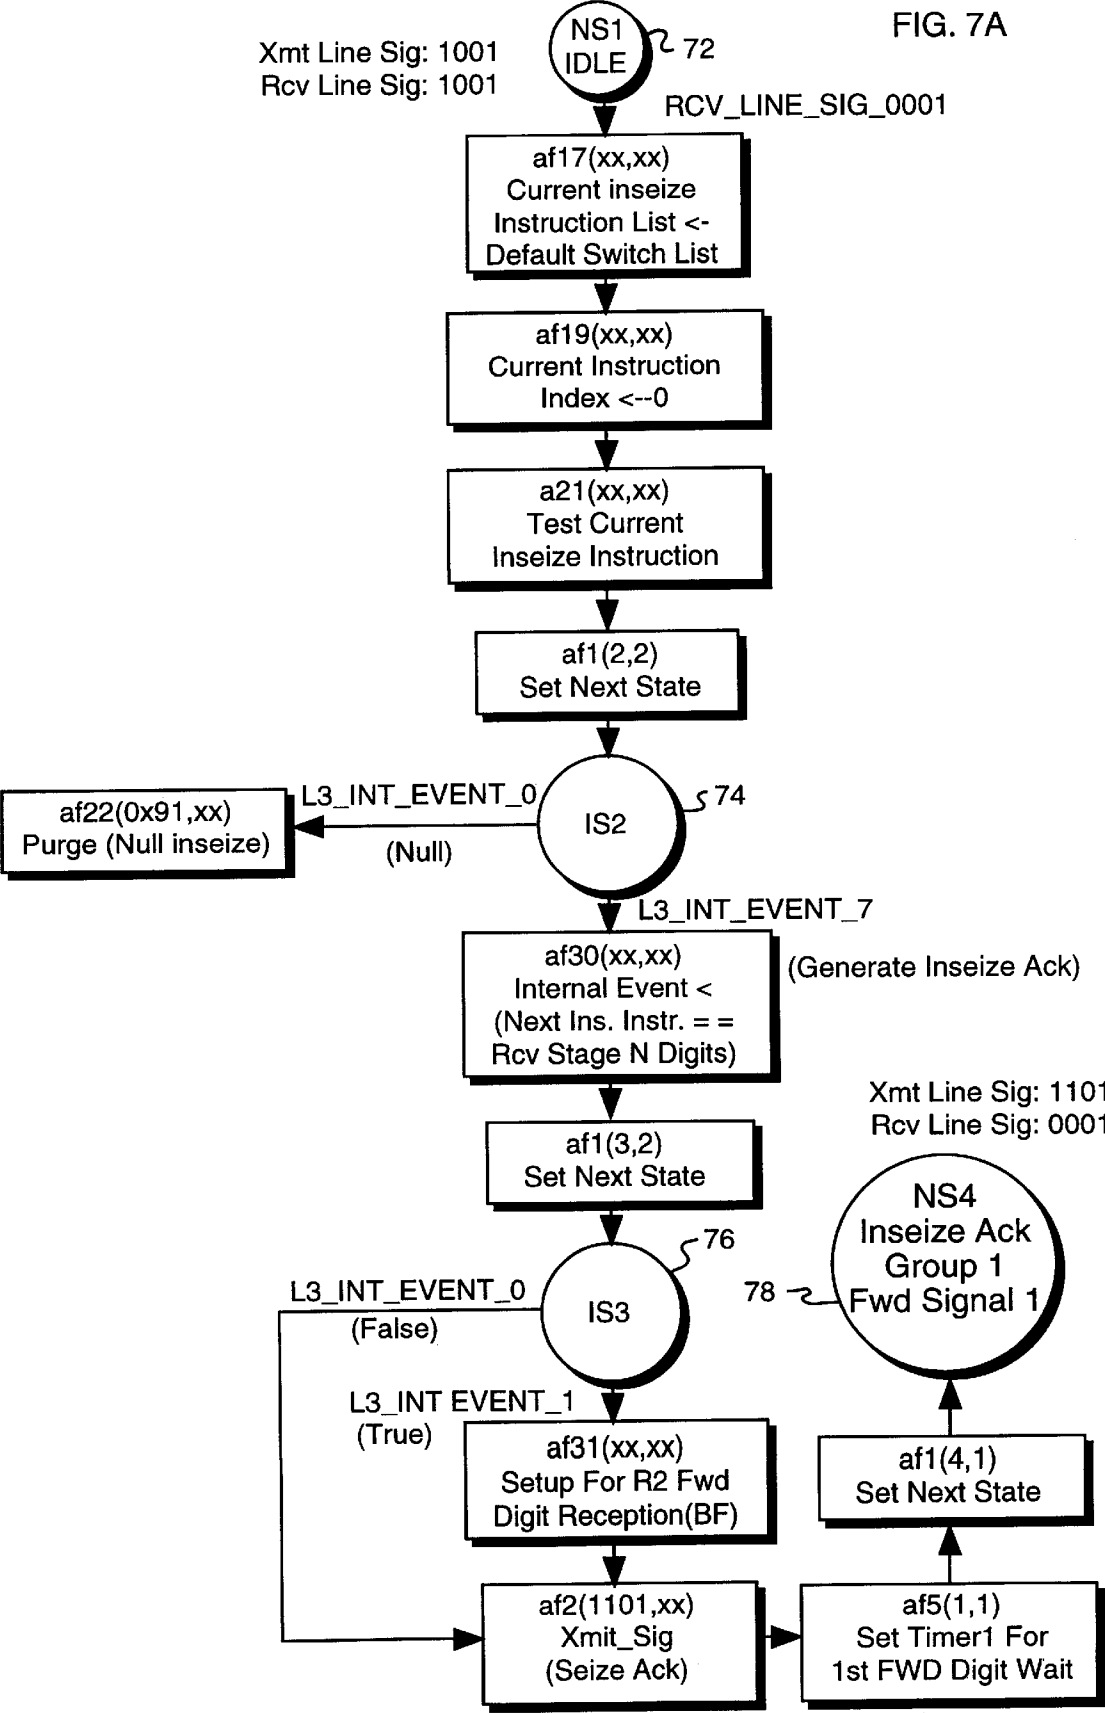 FIG. 7A
NS1
IDLE
72
Xmt Line Sig: 1001
Rcv Line Sig: 1001
RCV_LINE_SIG_0001
af17(xx,xx)
Current inseize
Instruction List <-
Default Switch List
af19(xx,xx)
Current Instruction
Index <--0
a21(xx,xx)
Test Current
Inseize Instruction
af1(2,2)
Set Next State
IS2
74
L3_INT_EVENT_0
(Null)
af22(0x91,xx)
Purge (Null inseize)
L3_INT_EVENT_7
af30(xx,xx)
Internal Event <
(Next Ins. Instr. = =
Rcv Stage N Digits)
(Generate Inseize Ack)
af1(3,2)
Set Next State
IS3
76
L3_INT_EVENT_0
(False)
L3_INT EVENT_1
(True)
af31(xx,xx)
Setup For R2 Fwd
Digit Reception(BF)
af2(1101,xx)
Xmit_Sig
(Seize Ack)
af5(1,1)
Set Timer1 For
1st FWD Digit Wait
af1(4,1)
Set Next State
Xmt Line Sig: 1101
Rcv Line Sig: 0001
NS4
Inseize Ack
Group 1
Fwd Signal 1
78